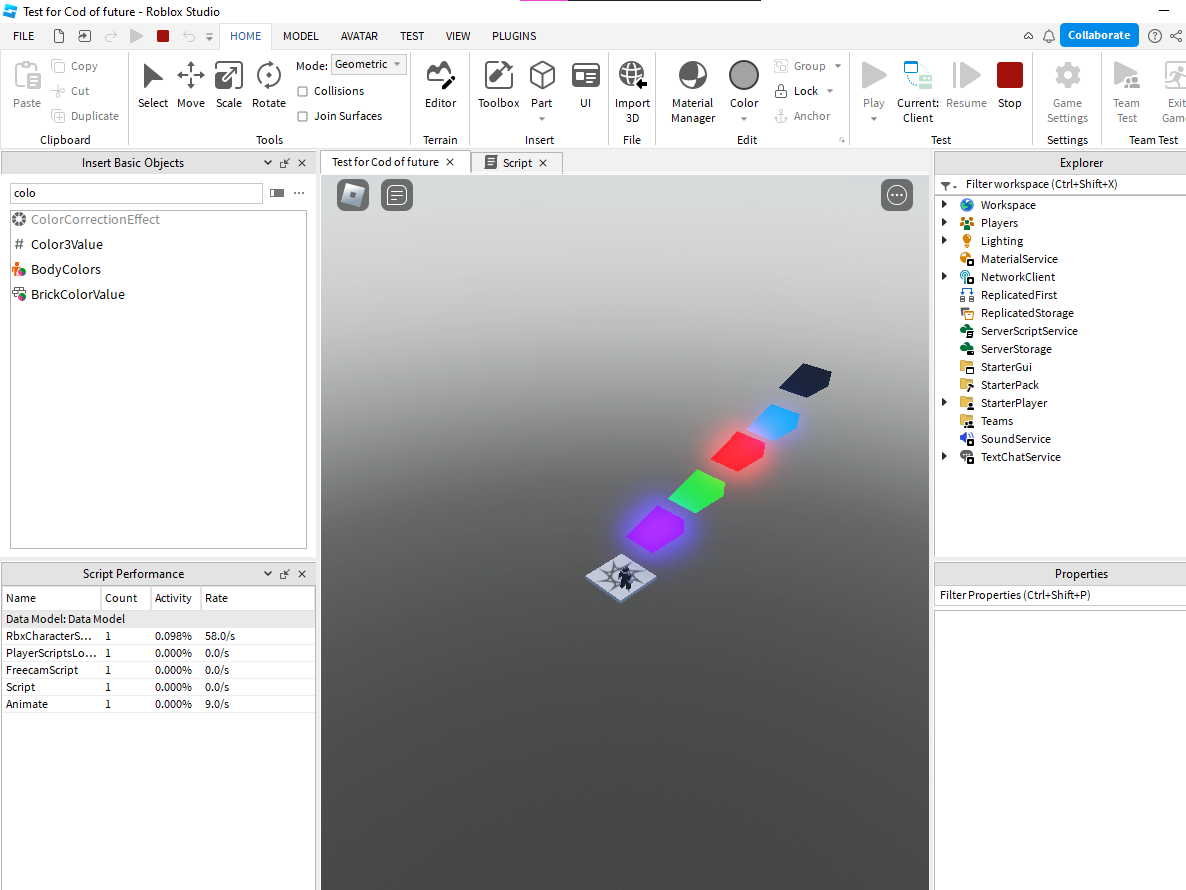 Test for Cod of future - Roblox Studio
FILE HOME MODEL AVATAR TEST VIEW PLUGINS Collaborate
Paste Copy Cut Duplicate
Clipboard
Select Move Scale Rotate
Mode: Geometric
Collisions
Join Surfaces
Tools
Editor
Terrain
Toolbox Part UI
Insert
Import 3D
File
Material Manager Color
Group
Lock
Anchor
Edit
Play Current: Client Resume Stop
Test
Game Settings
Settings
Team Test Exit Game
Team Test
Insert Basic Objects
colo
ColorCorrectionEffect
Color3Value
BodyColors
BrickColorValue
Test for Cod of future Script
Explorer
Filter workspace (Ctrl+Shift+X)
Workspace
Players
Lighting
MaterialService
NetworkClient
ReplicatedFirst
ReplicatedStorage
ServerScriptService
ServerStorage
StarterGui
StarterPack
StarterPlayer
Teams
SoundService
TextChatService
Script Performance
Name Count Activity Rate
Data Model: Data Model
RbxCharacterS... 1 0.098% 58.0/s
PlayerScriptsLo... 1 0.000% 0.0/s
FreecamScript 1 0.000% 0.0/s
Script 1 0.000% 0.0/s
Animate 1 0.000% 9.0/s
Properties
Filter Properties (Ctrl+Shift+P)